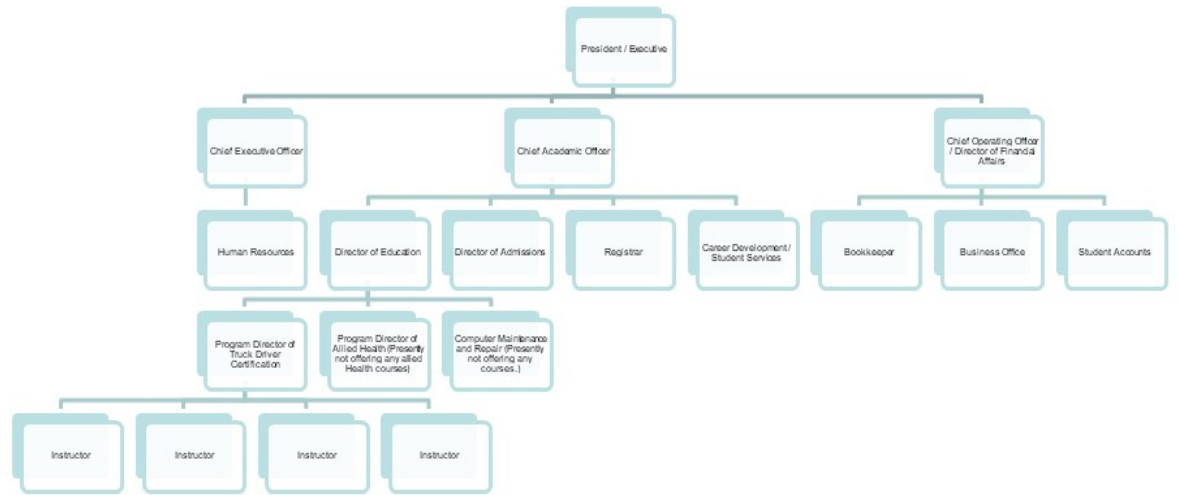 President / Executive
Chief Executive Officer
Chief Academic Officer
Chief Operating Officer
/ Director of Financial
Affairs
Human Resources
Director of Education
Director of Admissions
Registrar
Career Development /
Student Services
Bookkeeper
Business Office
Student Accounts
Program Director of
Truck Driver
Certification
Program Director of
Allied Health (Presently
not offering any allied
Health courses)
Computer Maintenance
and Repair (Presently
not offering any
courses.)
Instructor
Instructor
Instructor
Instructor